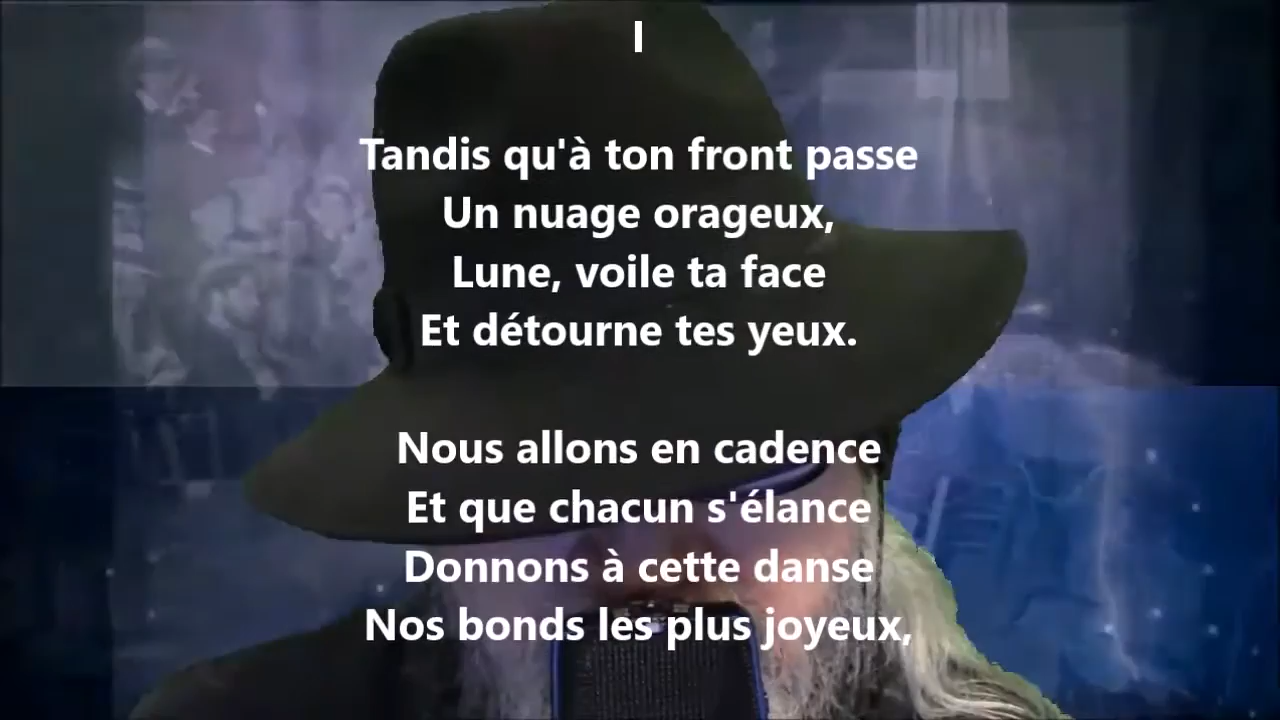 I
Tandis qu'à ton front passe
Un nuage orageux,
Lune, voile ta face
Et détourne tes yeux.
Nous allons en cadence
Et que chacun s'élance
Donnons à cette danse
Nos bonds les plus joyeux,